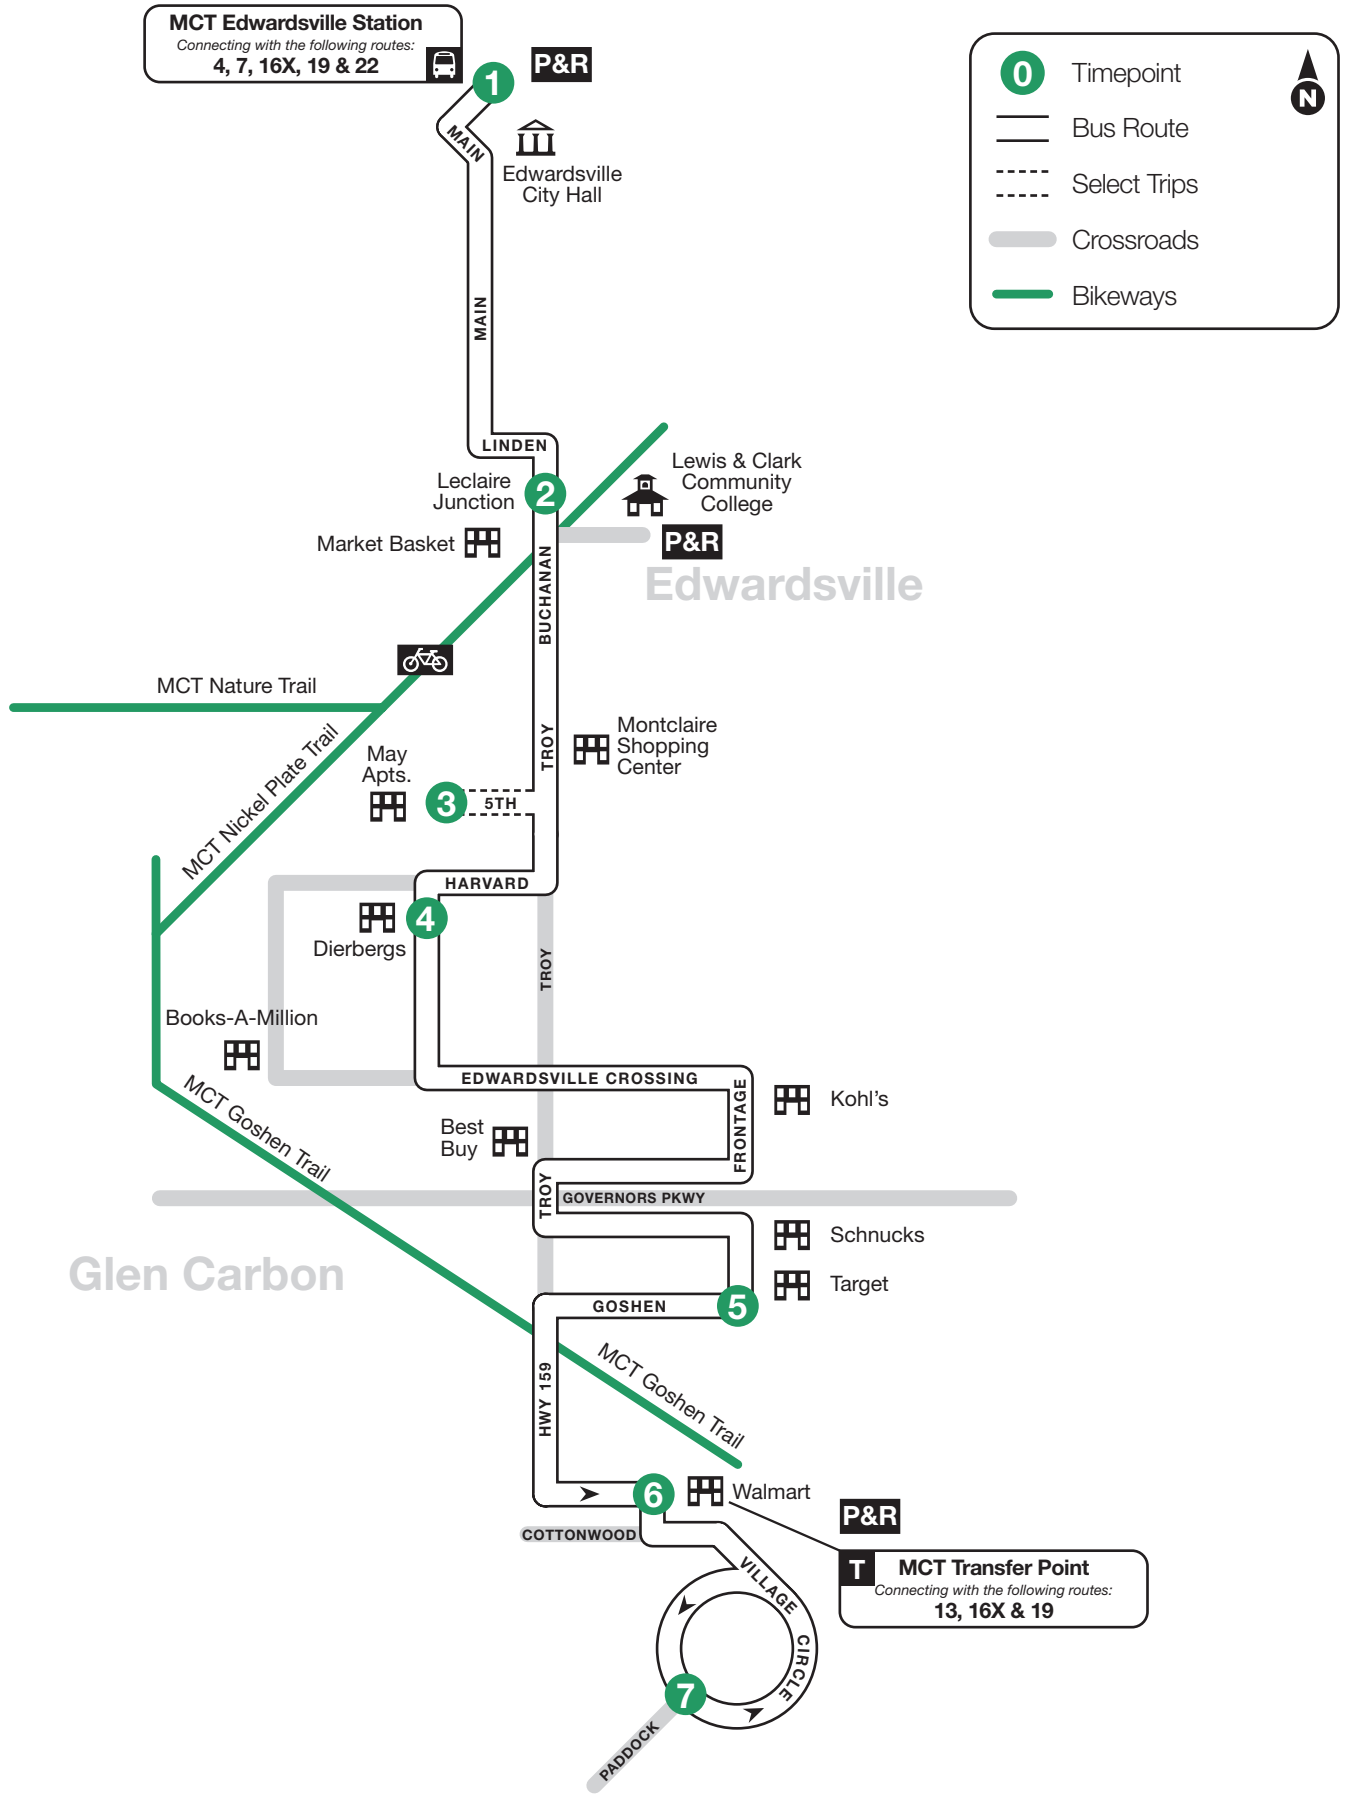 MCT Edwardsville Station
Connecting with the following routes:
4, 7, 16X, 19 & 22
1
P&R
0
Timepoint
N
Bus Route
Select Trips
Crossroads
Bikeways
MAIN
Edwardsville
City Hall
MAIN
LINDEN
Leclaire
Junction
2
Lewis & Clark
Community
College
Market Basket
P&R
BUCHANAN
Edwardsville
MCT Nature Trail
MCT Nickel Plate Trail
TROY
Montclaire
Shopping
Center
May
Apts.
3
5TH
HARVARD
4
Dierbergs
TROY
Books-A-Million
EDWARDSVILLE CROSSING
FRONTAGE
Kohl's
MCT Goshen Trail
Best
Buy
TROY
GOVERNORS PKWY
Schnucks
Glen Carbon
Target
GOSHEN
5
HWY 159
MCT Goshen Trail
6
Walmart
P&R
COTTONWOOD
T
MCT Transfer Point
Connecting with the following routes:
13, 16X & 19
VILLAGE
CIRCLE
7
PADDOCK